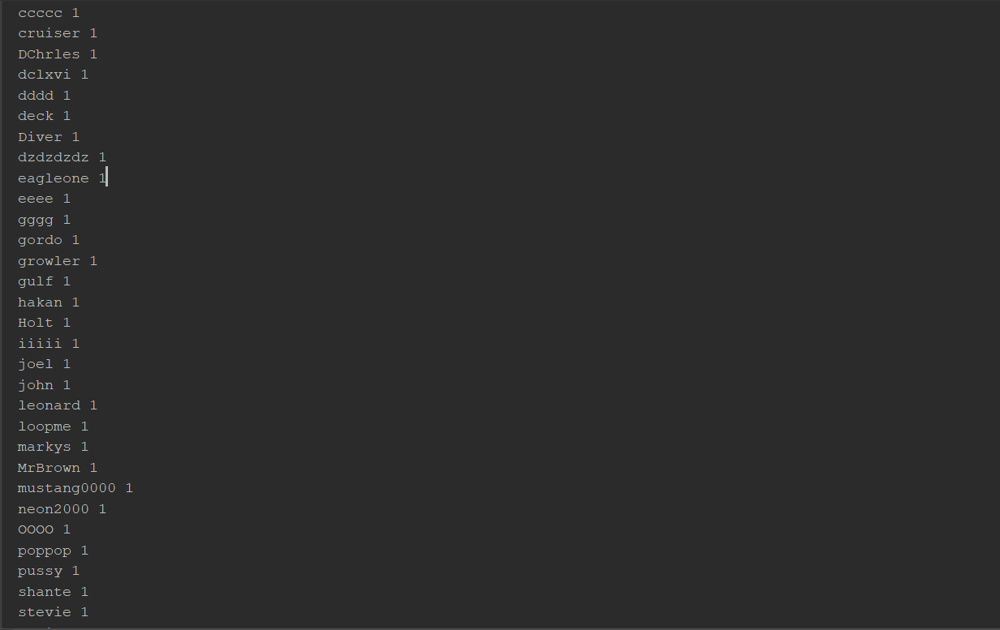 ccccc 1
cruiser 1
DChrles 1
dclxvi 1
dddd 1
deck 1
Diver 1
dzdzdzdz 1
eagleone 1
eeee 1
gggg 1
gordo 1
growler 1
gulf 1
hakan 1
Holt 1
iiiii 1
joel 1
john 1
leonard 1
loopme 1
markys 1
MrBrown 1
mustang0000 1
neon2000 1
OOOO 1
poppop 1
pussy 1
shante 1
stevie 1